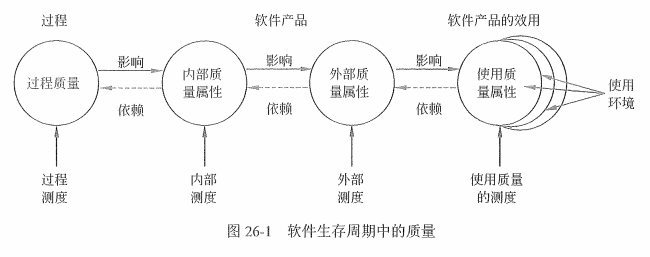 过程 软件产品 软件产品的效用
影响 影响 影响
过程质量 内部质量属性 外部质量属性 使用质量属性
使用环境
依赖 依赖 依赖
过程测度 内部测度 外部测度 使用质量的测度
图 26-1 软件生存周期中的质量